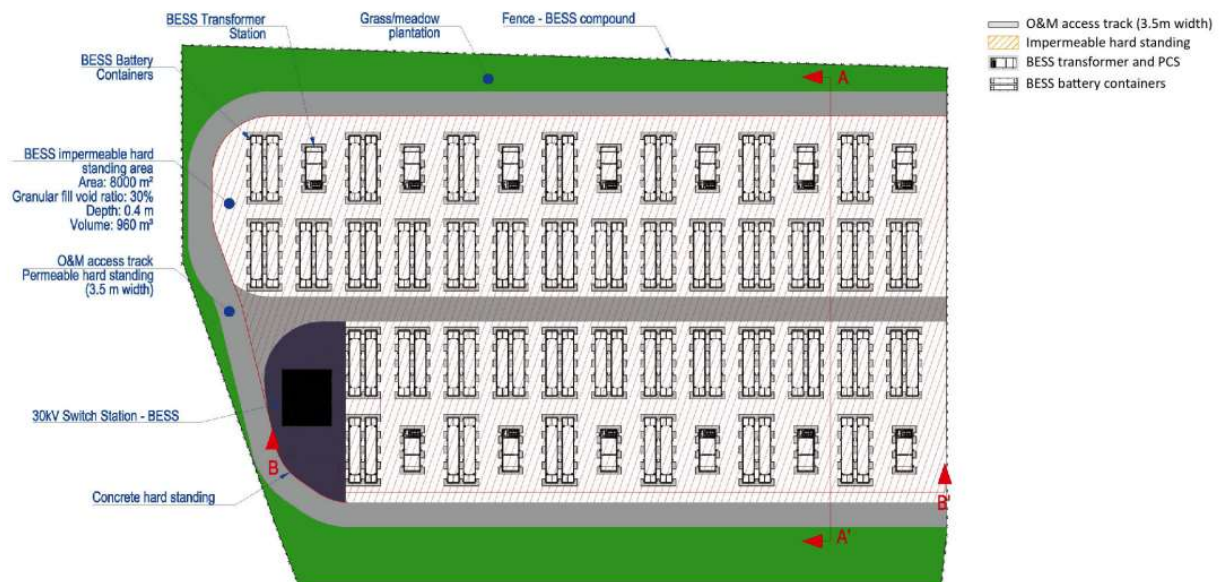 BESS Transformer
Station
Grass/meadow
plantation
Fence - BESS compound
O&M access track (3.5m width)
Impermeable hard standing
BESS transformer and PCS
BESS battery containers
BESS Battery
Containers
A
BESS impermeable hard
standing area
Area: 8000 m²
Granular fill void ratio: 30%
Depth: 0.4 m
Volume: 960 m³
O&M access track
Permeable hard standing
(3.5 m width)
30kV Switch Station - BESS
B
Concrete hard standing
B'
A'